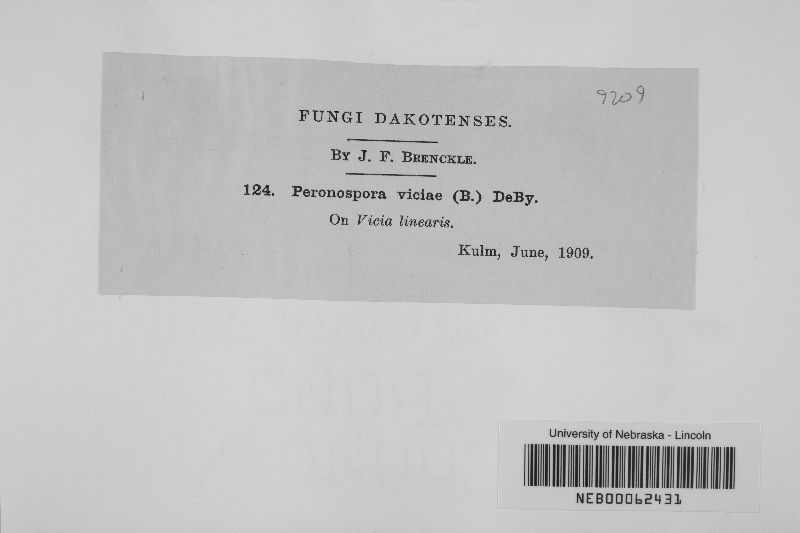 9209
FUNGI DAKOTENSES.
BY J. F. BRENCKLE.
124. Peronospora viciae (B.) DeBy.
On Vicia linearis.
Kulm, June, 1909.
University of Nebraska - Lincoln
NEB00062431